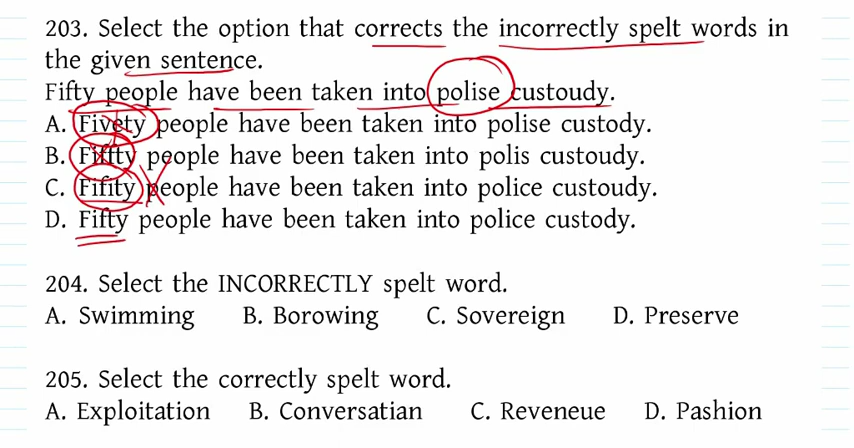 203. Select the option that corrects the incorrectly spelt words in
the given sentence.
Fifty people have been taken into polise custoudy.
A. Fivety people have been taken into polise custody.
B. Fiftty people have been taken into polis custoudy.
C. Fifity people have been taken into police custoudy.
D. Fifty people have been taken into police custody.
204. Select the INCORRECTLY spelt word.
A. Swimming B. Borowing C. Sovereign D. Preserve
205. Select the correctly spelt word.
A. Exploitation B. Conversatian C. Reveneue D. Pashion